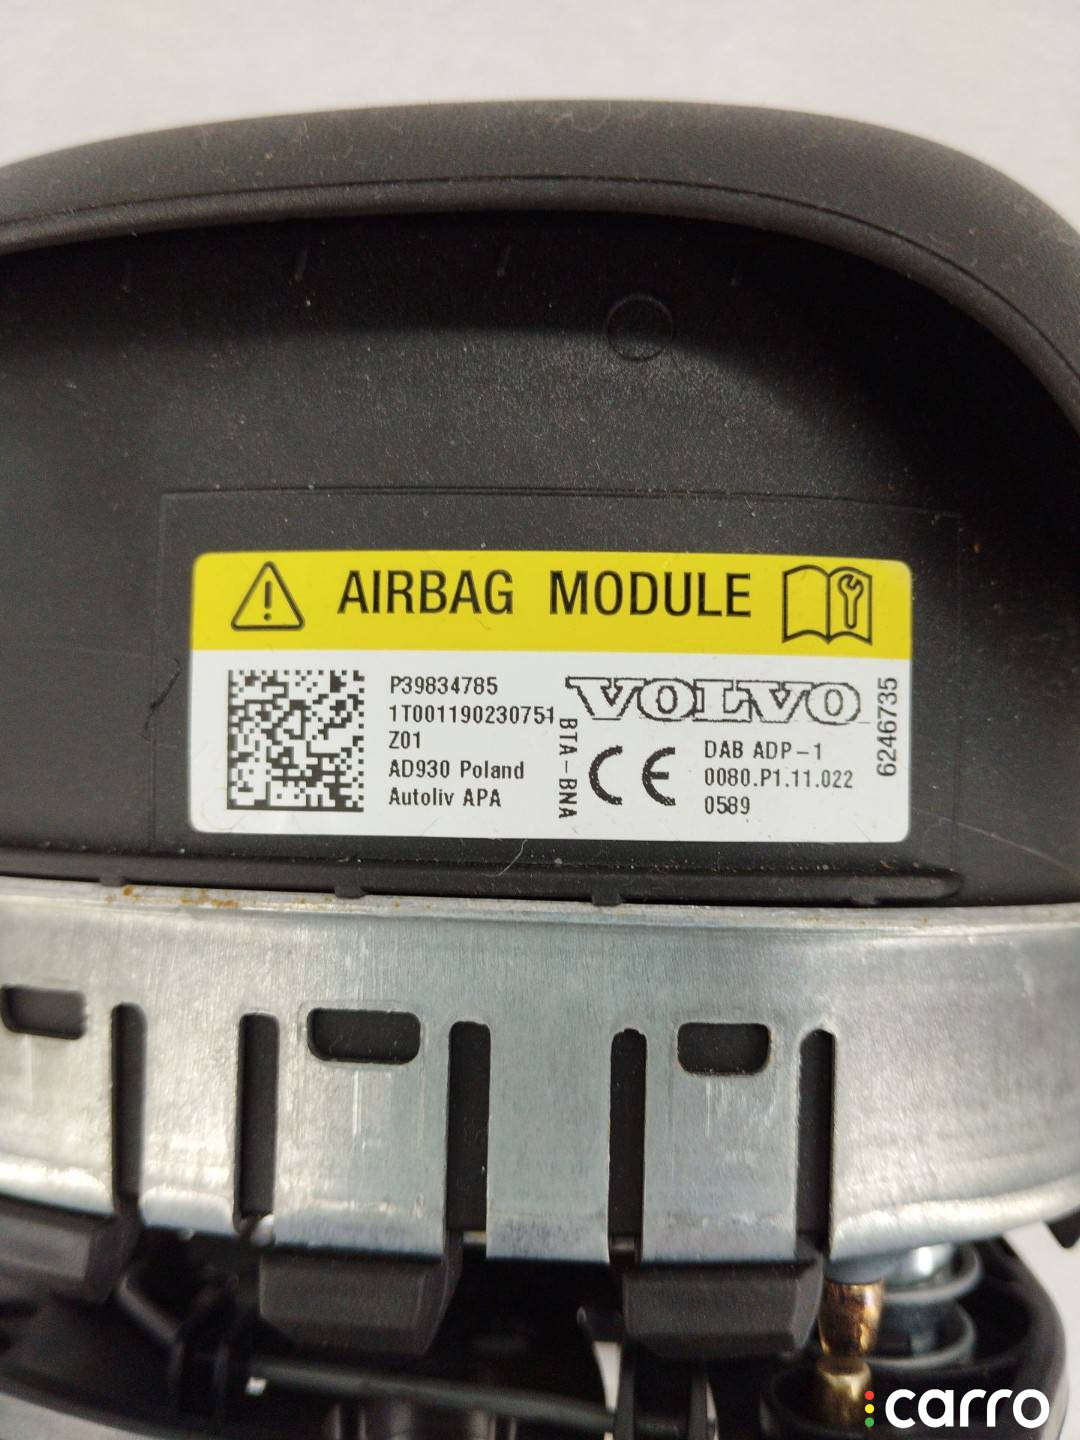 AIRBAG MODULE
P39834785
1T001190230751
Z01
AD930 Poland
Autoliv APA
BTA-BNA
VOLVO
CE
DAB ADP-1
0080.P1.11.022
0589
6246735
carro